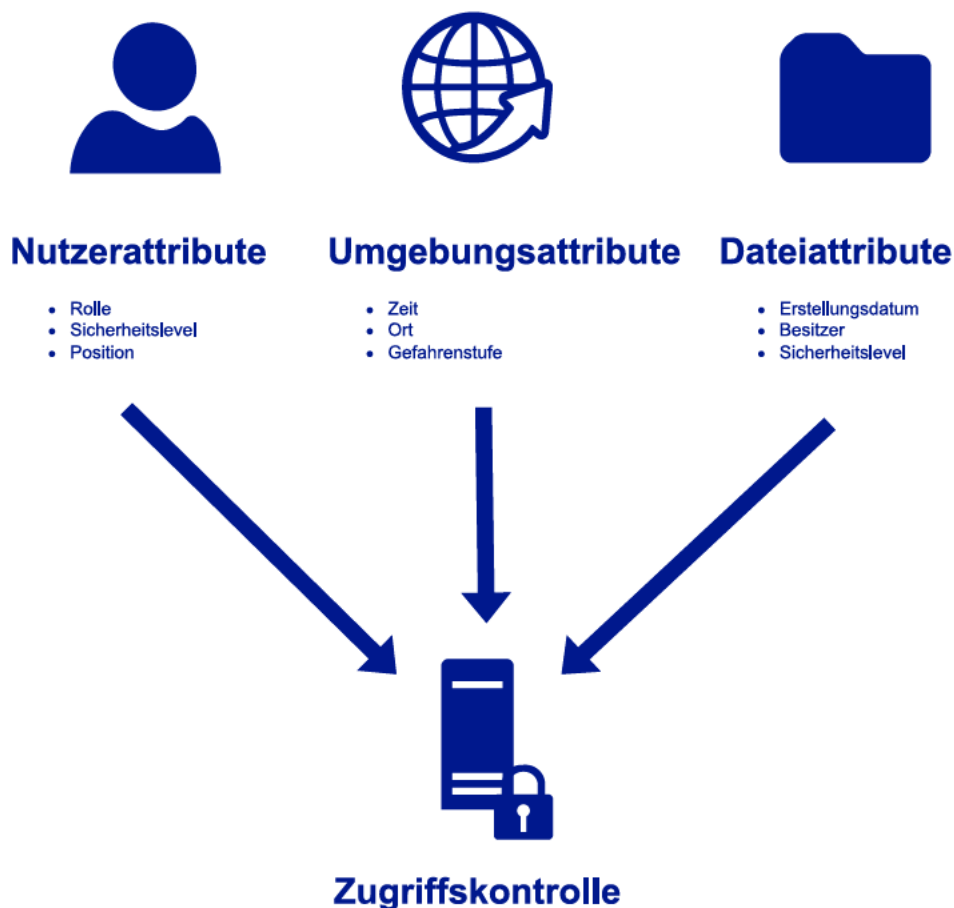 Nutzerattribute
• Rolle
• Sicherheitslevel
• Position
Umgebungsattribute
• Zeit
• Ort
• Gefahrenstufe
Dateiattribute
• Erstellungsdatum
• Besitzer
• Sicherheitslevel
Zugriffskontrolle